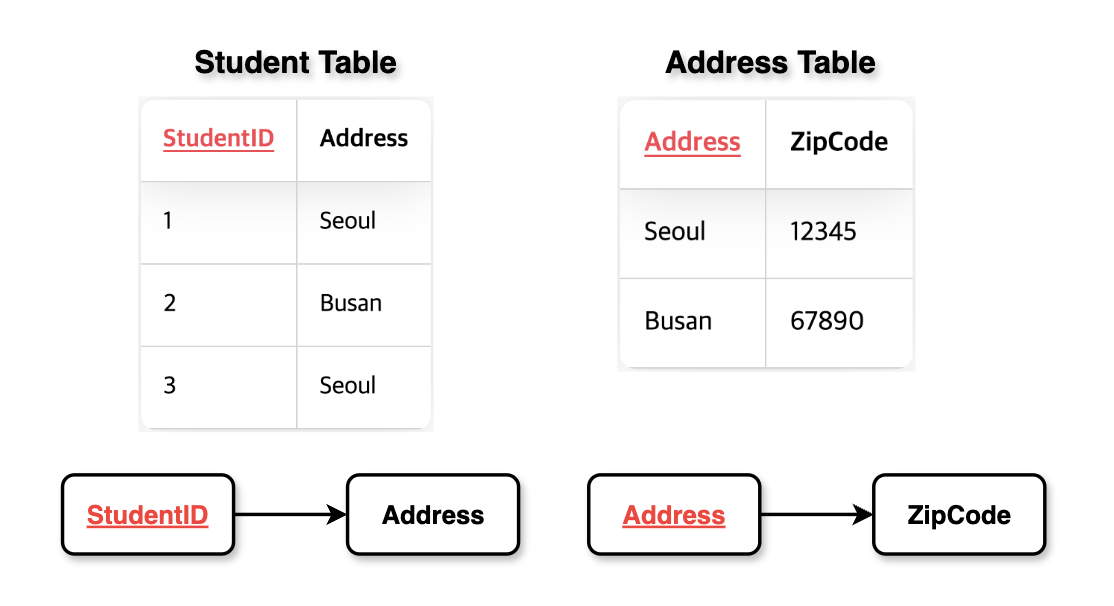 Student Table
StudentID Address
1 Seoul
2 Busan
3 Seoul
Address Table
Address ZipCode
Seoul 12345
Busan 67890
StudentID Address
Address ZipCode